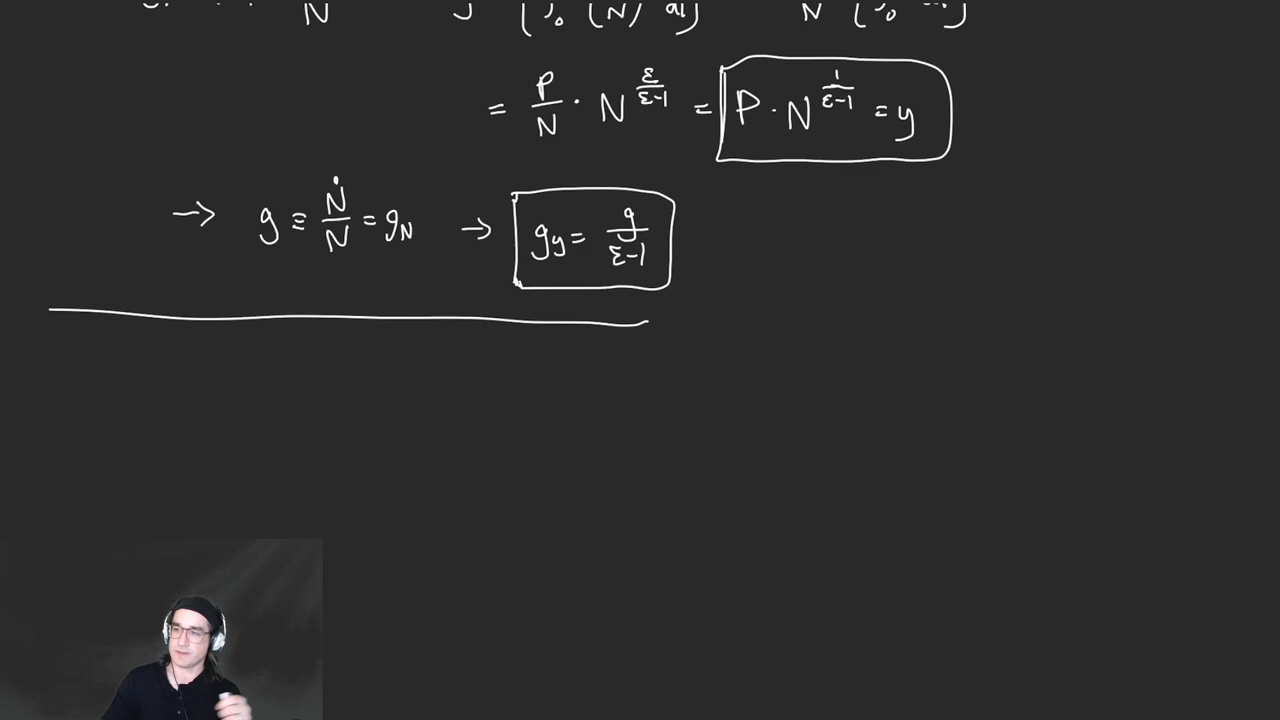 N
= P/N · N^{ε/(ε-1)} = P · N^{1/(ε-1)} = y
→ g ≡ Ṅ/N = g_N → g_y = g/(ε-1)